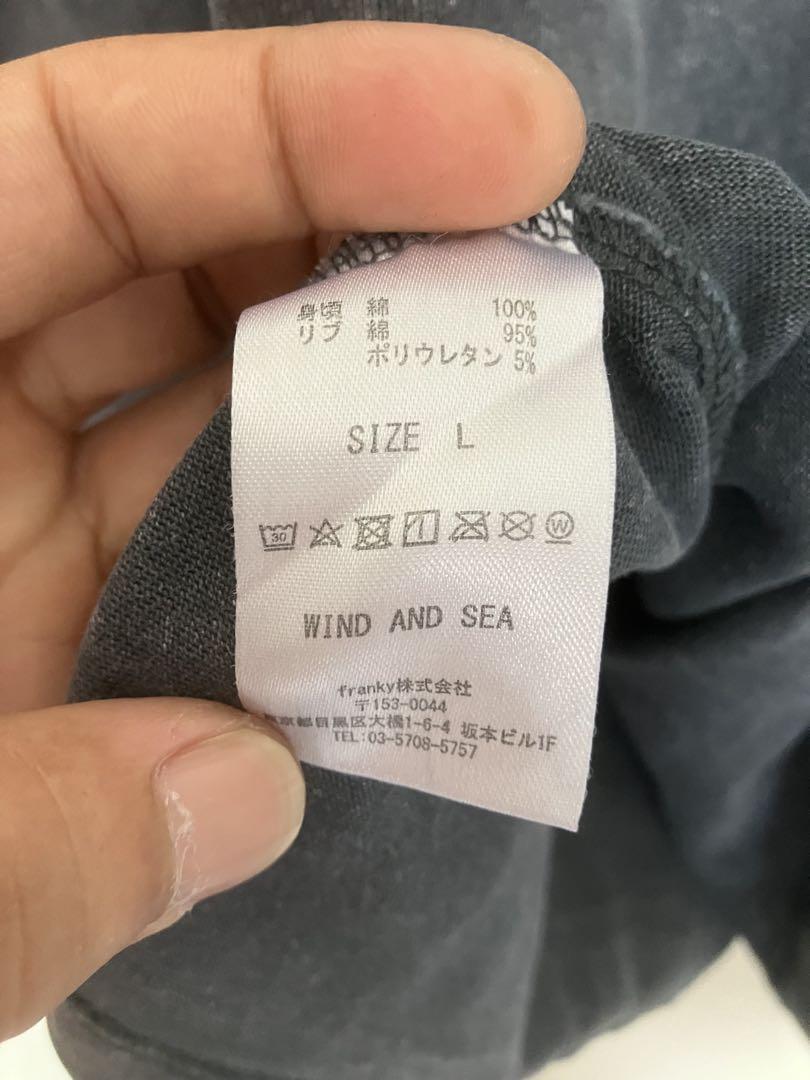 身頃 綿 100%
リブ 綿 95%
ポリウレタン 5%
SIZE L
30 W
WIND AND SEA
franky株式会社
〒153-0044
東京都目黒区大橋1-6-4 坂本ビル1F
TEL:03-5708-5757